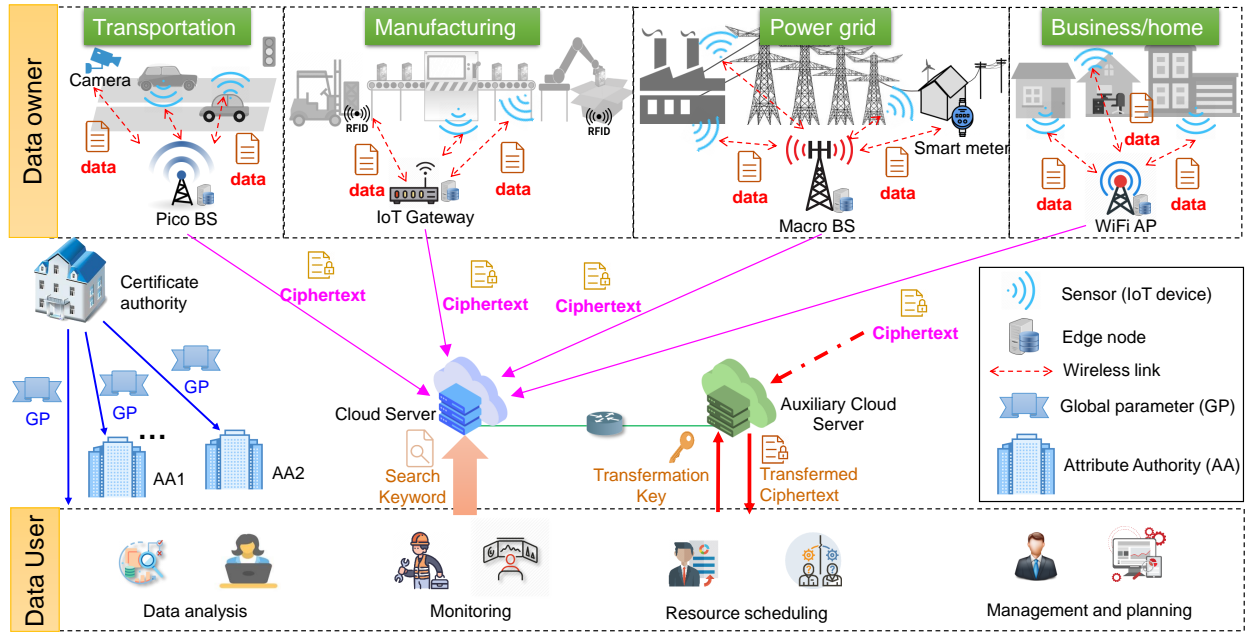 Data owner
Transportation
Manufacturing
Power grid
Business/home
Camera
data
data
Pico BS
RFID
RFID
data
data
IoT Gateway
data
data
Smart meter
Macro BS
data
data
data
WiFi AP
Certificate
authority
Ciphertext
Ciphertext
Ciphertext
Ciphertext
GP
GP
GP
...
AA1
AA2
Cloud Server
Auxiliary Cloud
Server
Search
Keyword
Transfermation
Key
Transfermed
Ciphertext
Sensor (IoT device)
Edge node
Wireless link
Global parameter (GP)
Attribute Authority (AA)
Data User
Data analysis
Monitoring
Resource scheduling
Management and planning